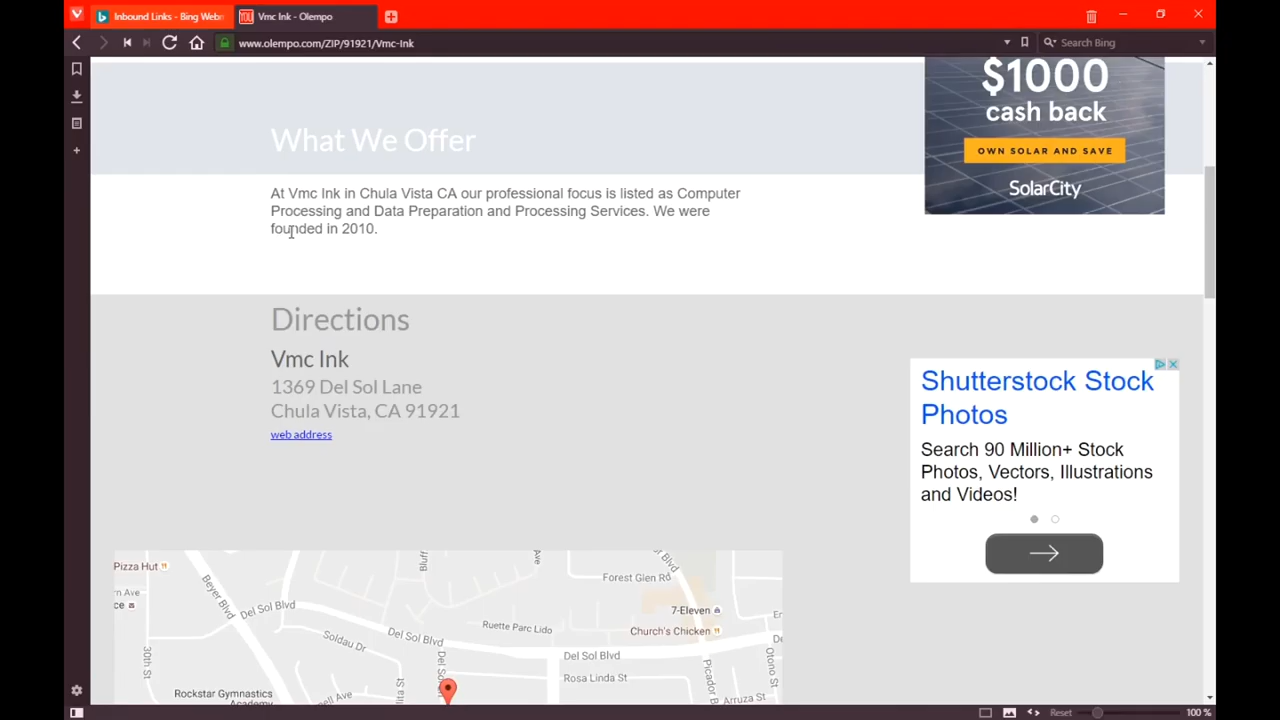 Inbound Links - Bing Webm
Vmc Ink - Olempo
www.olempo.com/ZIP/91921/Vmc-Ink
Search Bing
$1000
cash back
OWN SOLAR AND SAVE
SolarCity
What We Offer
At Vmc Ink in Chula Vista CA our professional focus is listed as Computer
Processing and Data Preparation and Processing Services. We were
founded in 2010.
Directions
Vmc Ink
1369 Del Sol Lane
Chula Vista, CA 91921
web address
Shutterstock Stock
Photos
Search 90 Million+ Stock
Photos, Vectors, Illustrations
and Videos!
Pizza Hut
Beyer Blvd
Del Sol Blvd
30th St
Soldau Dr
Del Sol Blvd
Ruette Parc Lido
Forest Glen Rd
7-Eleven
Church's Chicken
Del Sol Blvd
Rosa Linda St
Otono St
Arruza St
Rockstar Gymnastics
Reset
100 %